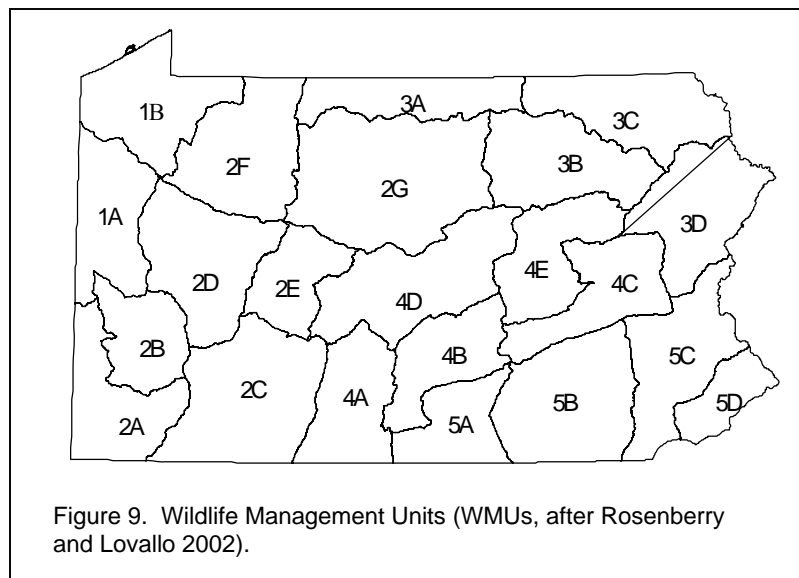 1B
3A
3C
2F
3B
2G
1A
3D
4E
2D
2E
4C
4D
2B
4B
5C
2C
4A
5B
5D
2A
5A
Figure 9.  Wildlife Management Units (WMUs, after Rosenberry
and Lovallo 2002).